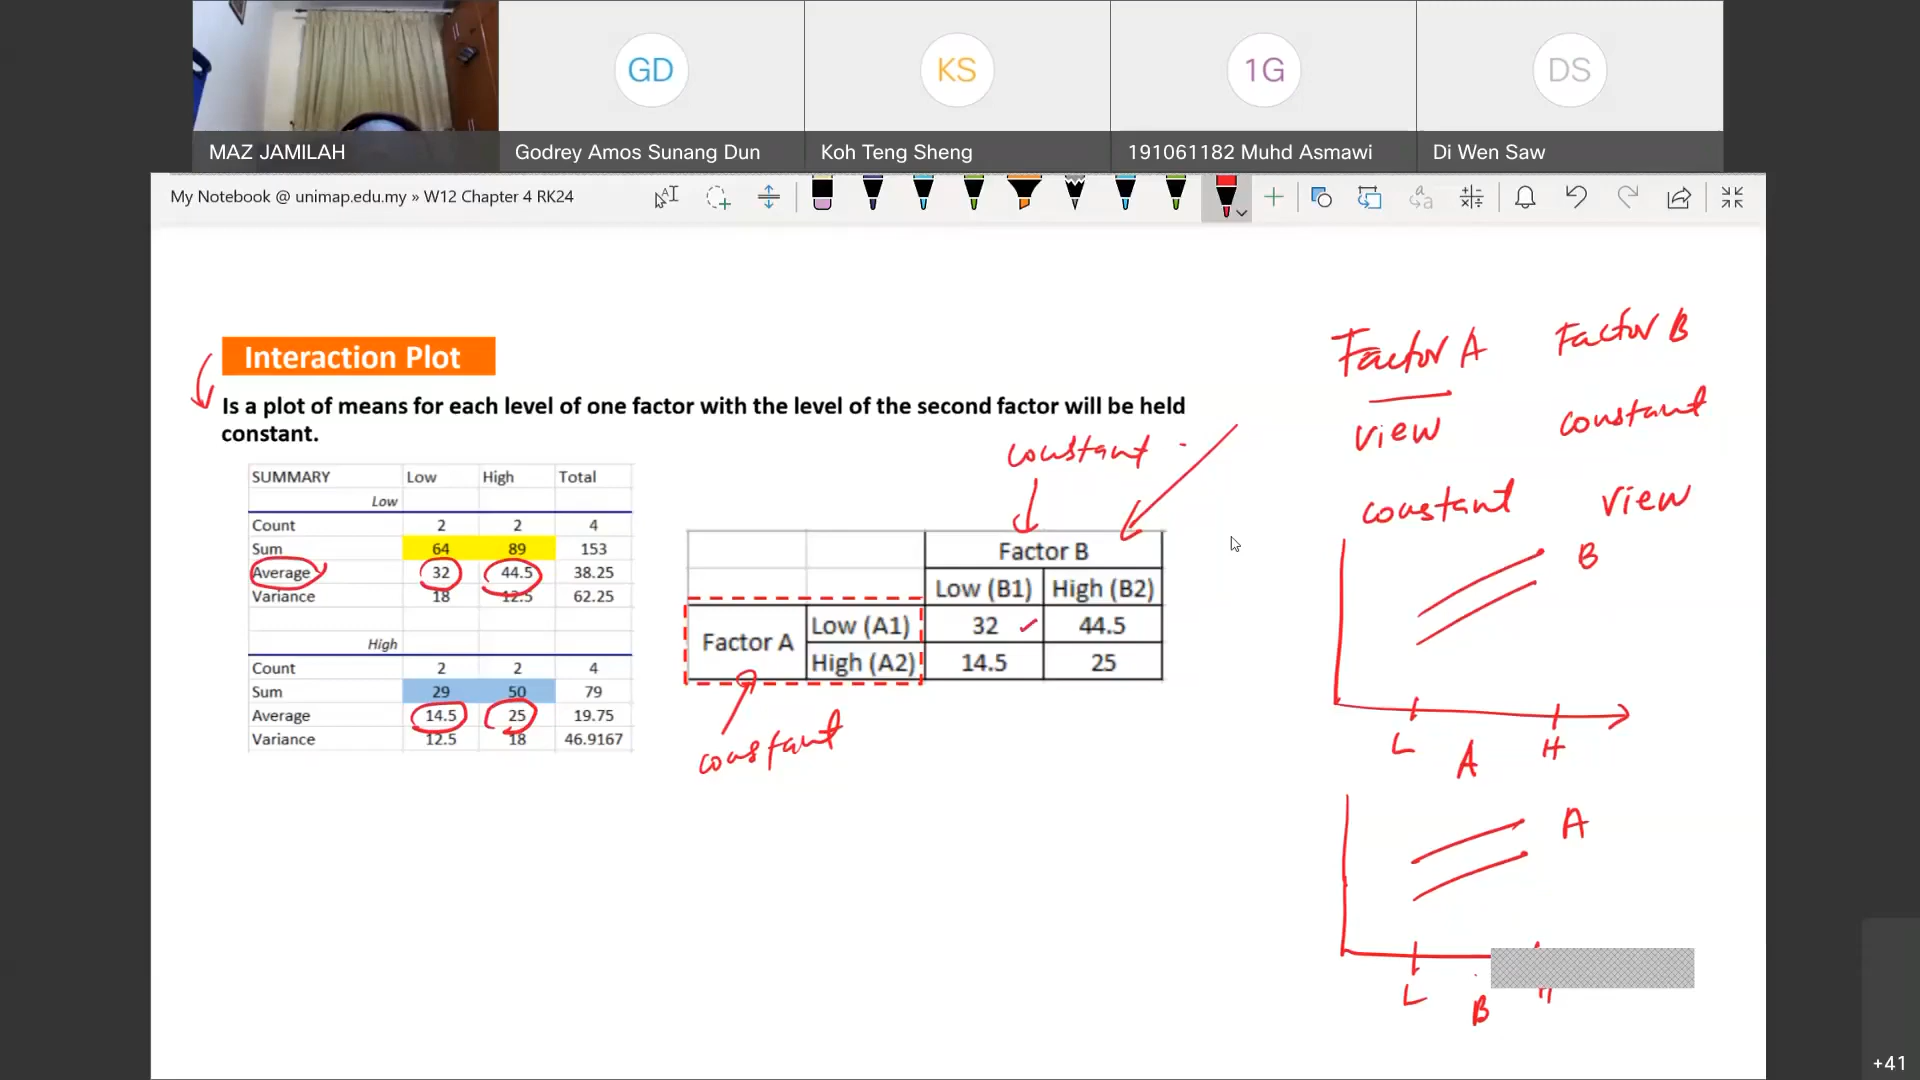 GD
KS
1G
DS
MAZ JAMILAH
Godrey Amos Sunang Dun
Koh Teng Sheng
191061182 Muhd Asmawi
Di Wen Saw
My Notebook @ unimap.edu.my » W12 Chapter 4 RK24
Interaction Plot
Is a plot of means for each level of one factor with the level of the second factor will be held
constant.
SUMMARY Low High Total
Low
Count 2 2 4
Sum 64 89 153
Average 32 44.5 38.25
Variance 18 12.5 62.25
High
Count 2 2 4
Sum 29 50 79
Average 14.5 25 19.75
Variance 12.5 18 46.9167
constant
Factor B
Low (B1) High (B2)
Factor A Low (A1) 32 44.5
High (A2) 14.5 25
constant
Factor A Factor B
view constant
constant view
B
L H
A
A
L
B
+41